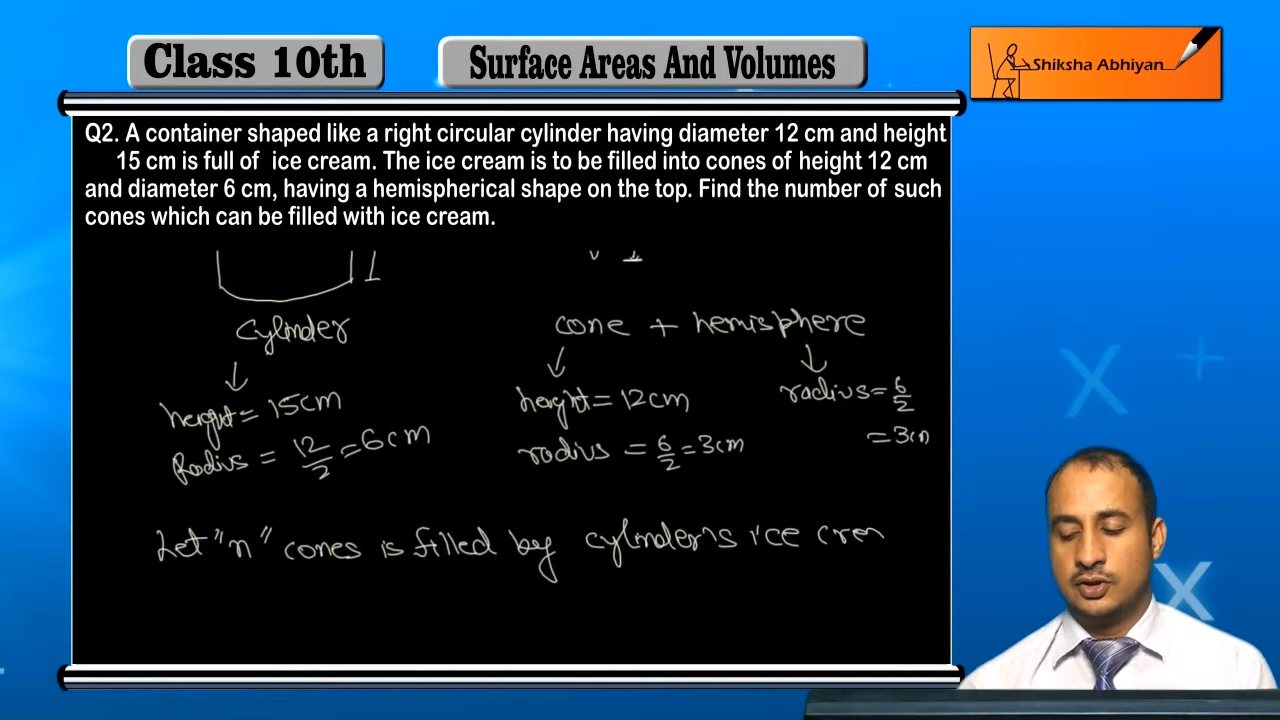 Class 10th
Surface Areas And Volumes
Shiksha Abhiyan
Q2. A container shaped like a right circular cylinder having diameter 12 cm and height
15 cm is full of ice cream. The ice cream is to be filled into cones of height 12 cm
and diameter 6 cm, having a hemispherical shape on the top. Find the number of such
cones which can be filled with ice cream.
cylinder
cone + hemisphere
height = 15cm
height = 12cm
radius = 6/2
Radius = 12/2 = 6cm
radius = 6/2 = 3cm
= 3cm
Let "n" cones is filled by cylinder's ice crea
X
+
X